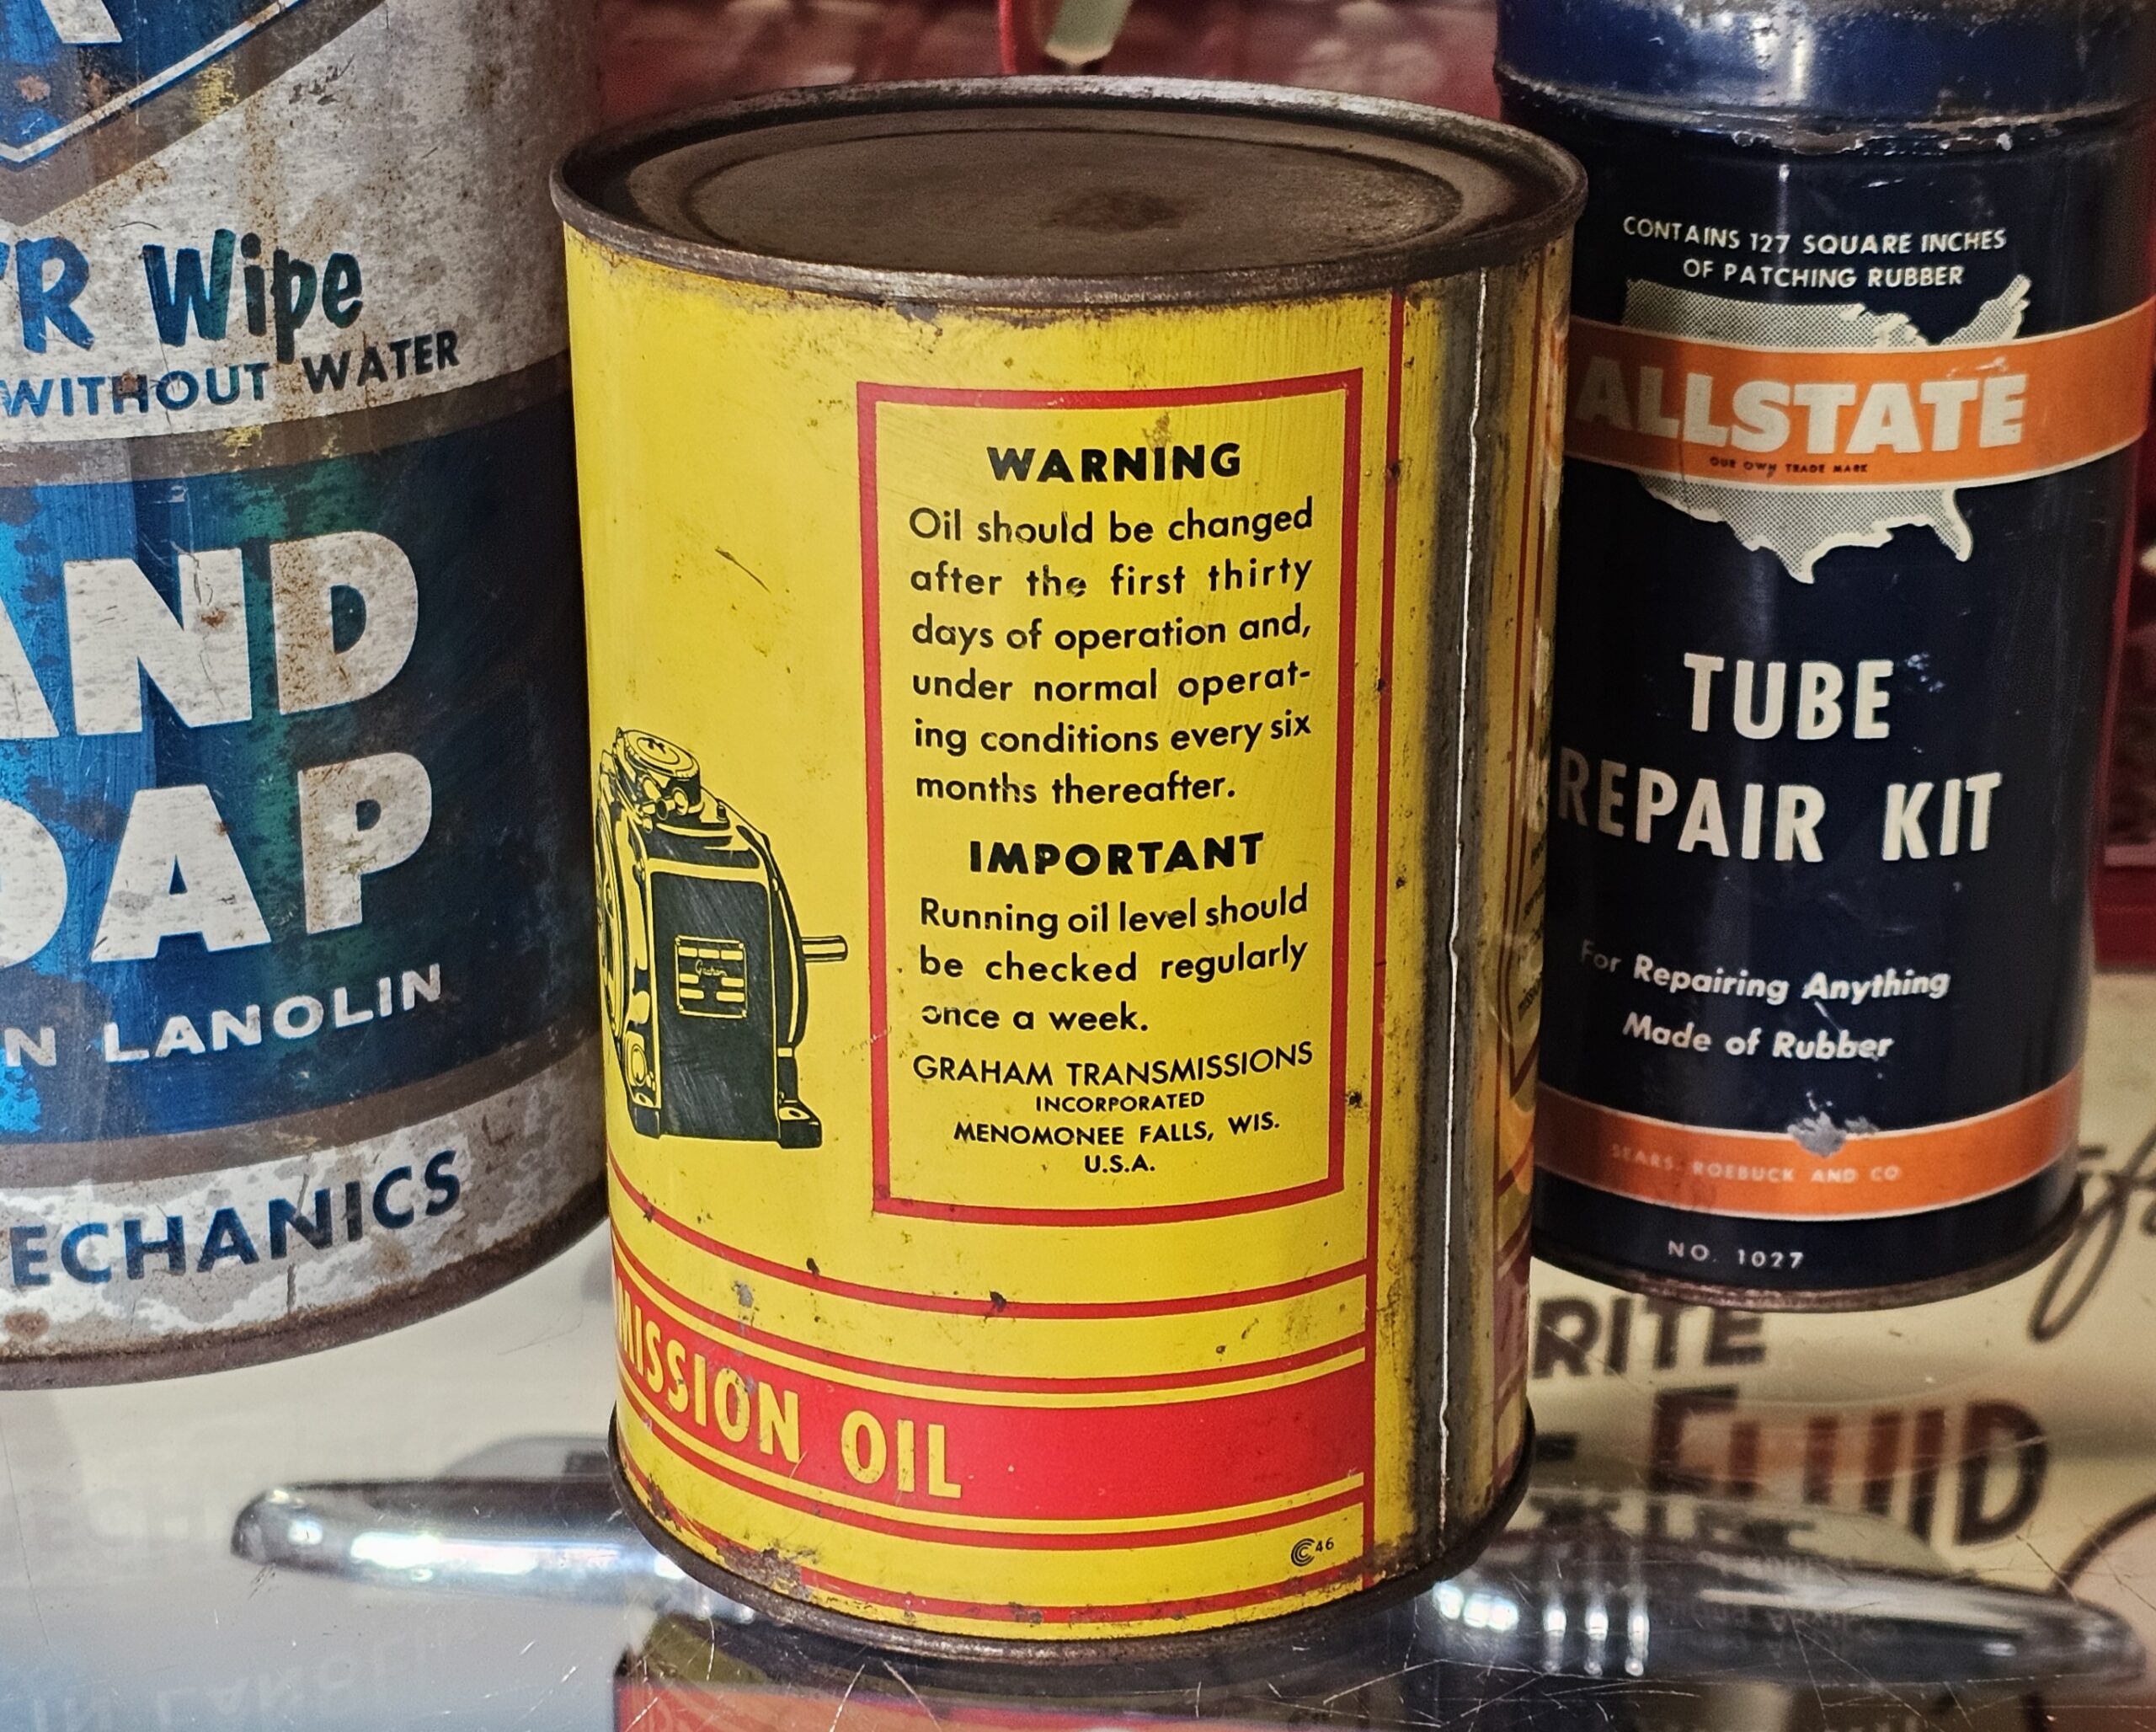 Wipe
WITHOUT WATER
LANOLIN
WARNING
Oil should be changed
after the first thirty
days of operation and,
under normal operat-
ing conditions every six
months thereafter.
IMPORTANT
Running oil level should
be checked regularly
once a week.
GRAHAM TRANSMISSIONS
INCORPORATED
MENOMONEE FALLS, WIS.
U.S.A.
Graham
MISSION OIL
CC 46
CONTAINS 127 SQUARE INCHES
OF PATCHING RUBBER
ALLSTATE
OUR OWN TRADE MARK
TUBE
REPAIR KIT
For Repairing Anything
Made of Rubber
SEARS, ROEBUCK AND CO
NO. 1027
RITE
FLUID